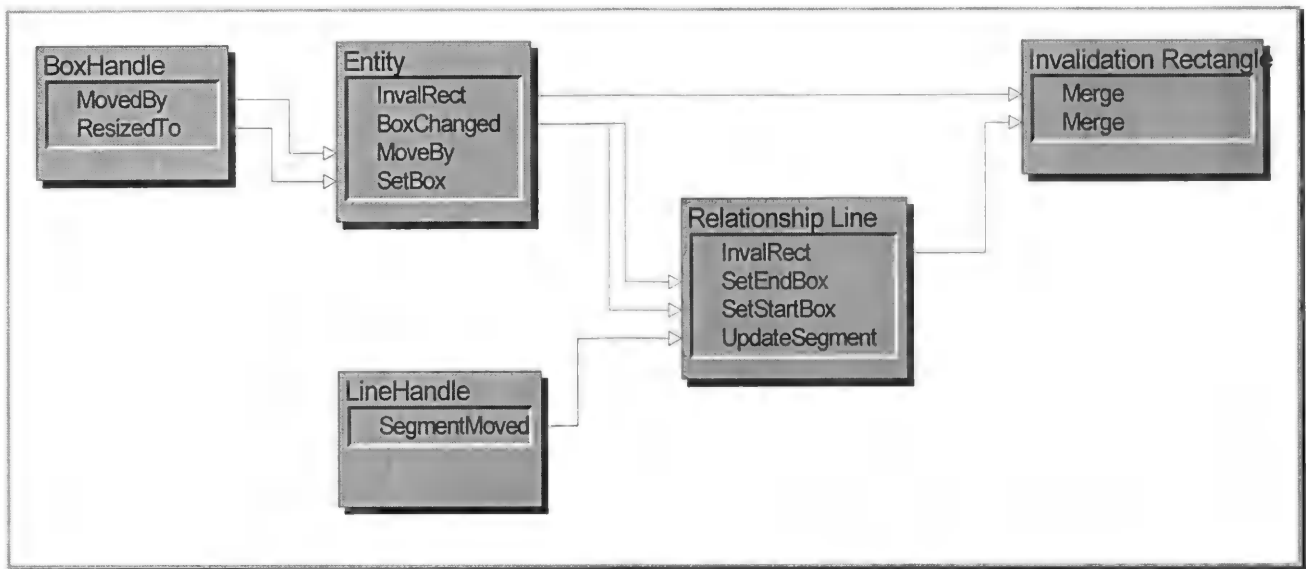 BoxHandle
MovedBy
ResizedTo
Entity
InvalRect
BoxChanged
MoveBy
SetBox
Invalidation Rectangle
Merge
Merge
Relationship Line
InvalRect
SetEndBox
SetStartBox
UpdateSegment
LineHandle
SegmentMoved